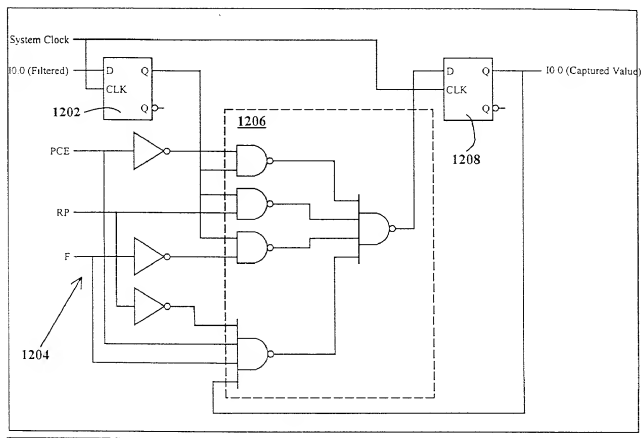 System Clock
I0.0 (Filtered)
D Q
CLK
Q
1202
D Q
CLK
Q
1208
I0 0 (Captured Value)
1206
PCE
RP
F
1204